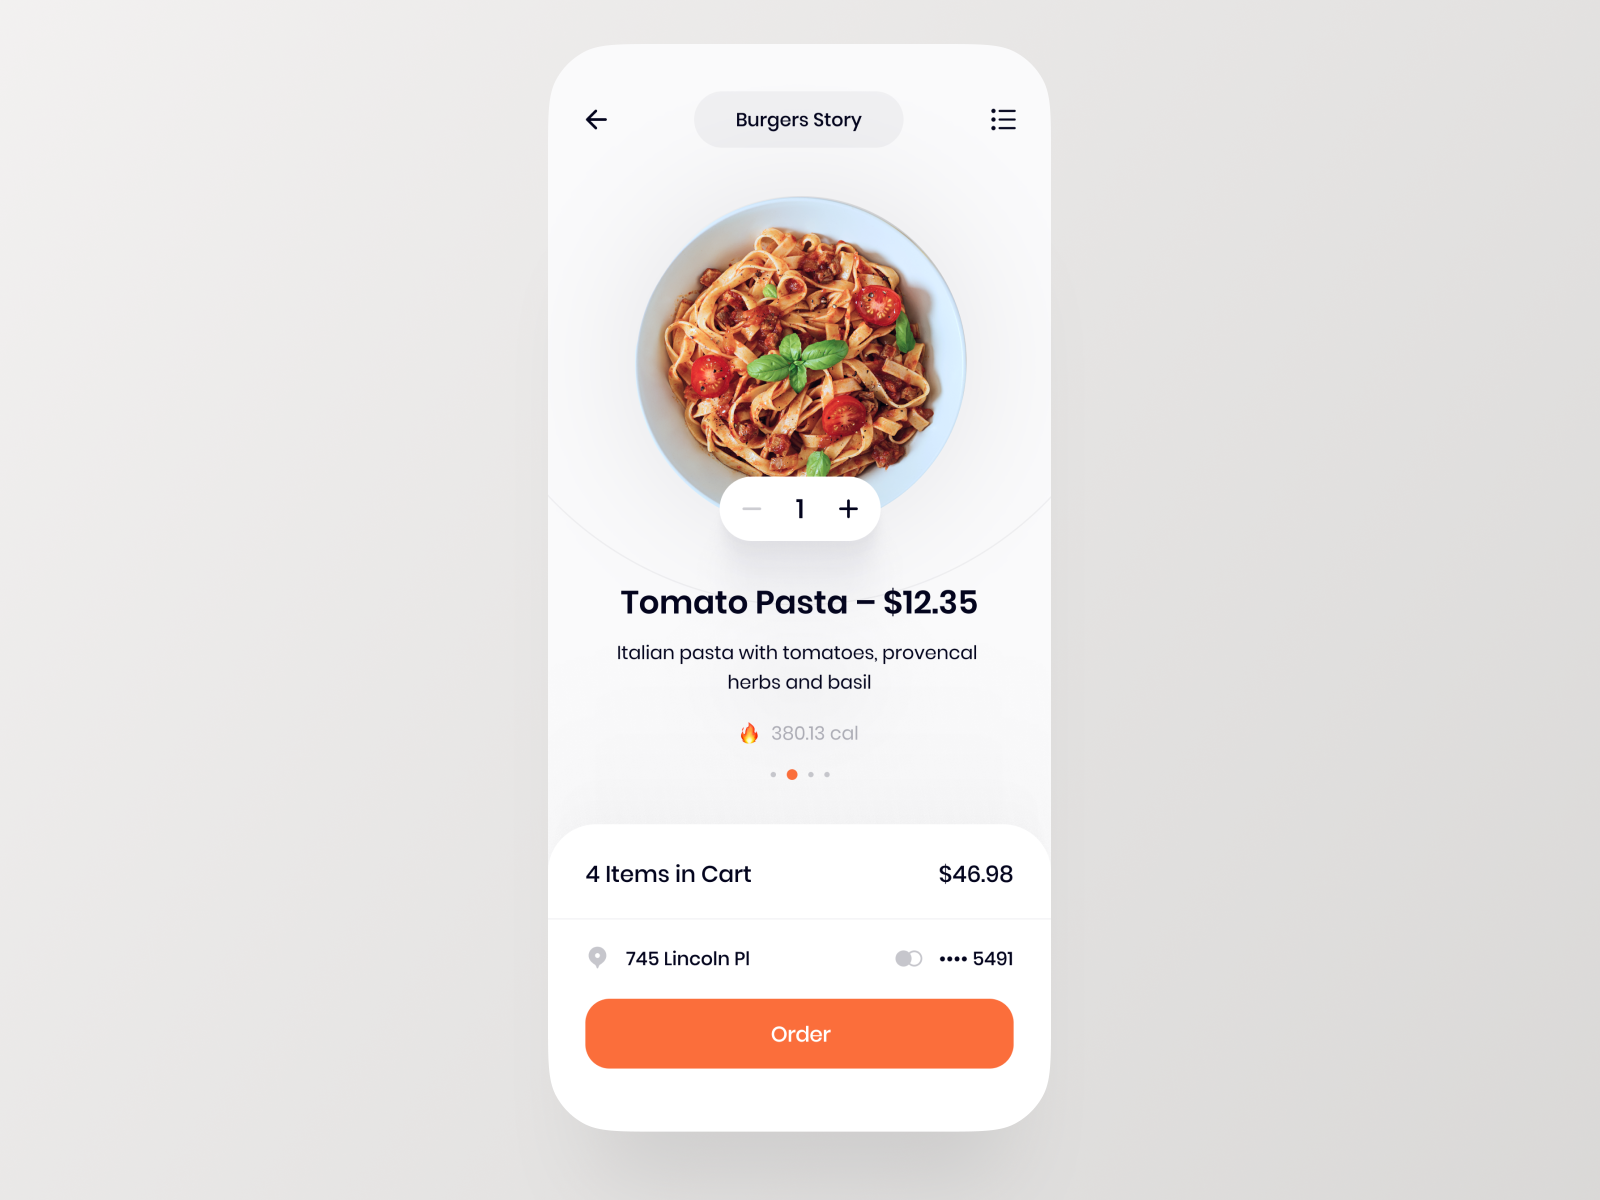 Burgers Story
1
Tomato Pasta – $12.35
Italian pasta with tomatoes, provencal
herbs and basil
380.13 cal
4 Items in Cart $46.98
745 Lincoln Pl •••• 5491
Order